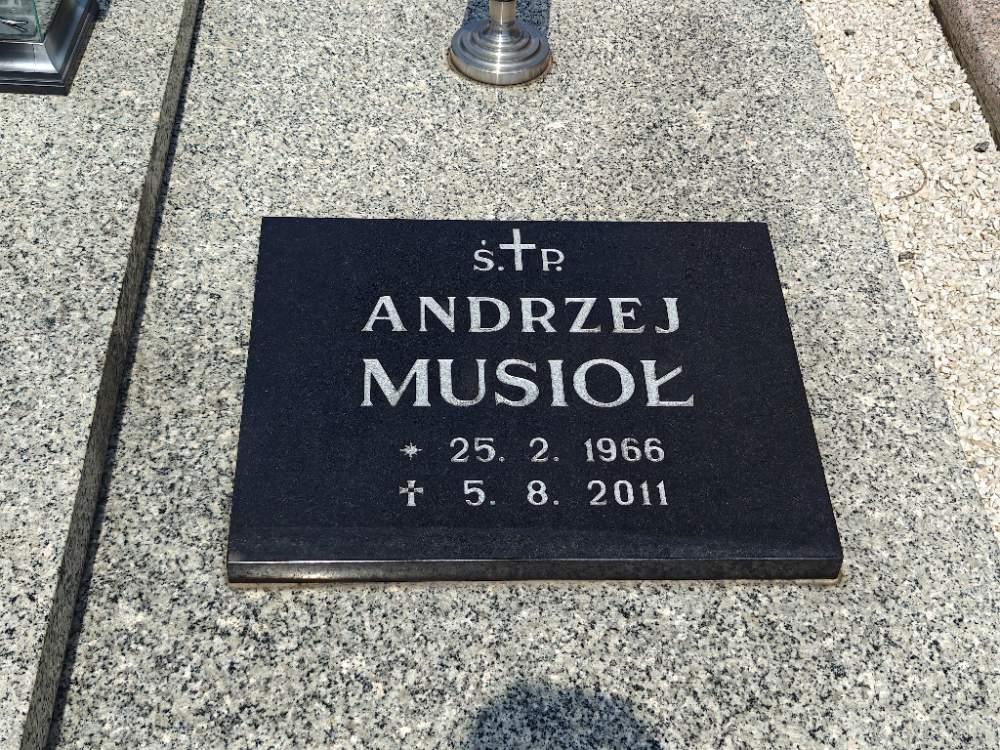 Ś.†P.
ANDRZEJ
MUSIOŁ
* 25. 2. 1966
✝ 5. 8. 2011